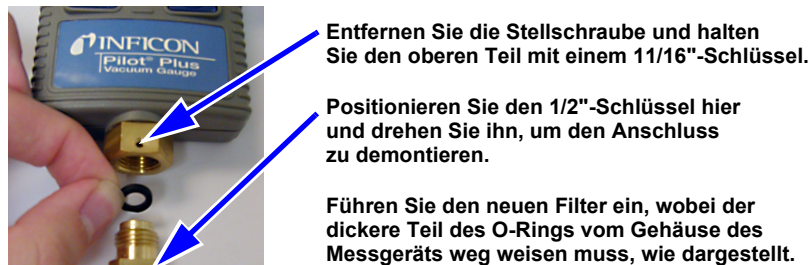 INFICON
Pilot® Plus
Vacuum Gauge
Entfernen Sie die Stellschraube und halten
Sie den oberen Teil mit einem 11/16"-Schlüssel.
Positionieren Sie den 1/2"-Schlüssel hier
und drehen Sie ihn, um den Anschluss
zu demontieren.
Führen Sie den neuen Filter ein, wobei der
dickere Teil des O-Rings vom Gehäuse des
Messgeräts weg weisen muss, wie dargestellt.